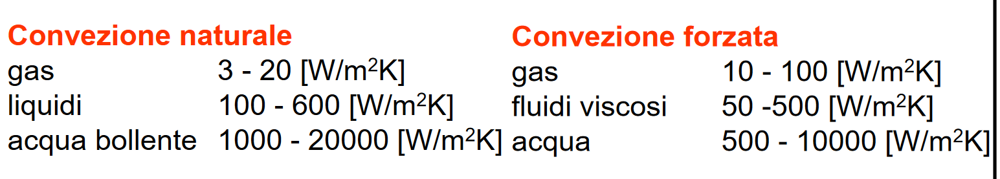 Convezione naturale
gas 3 - 20 [W/m²K]
liquidi 100 - 600 [W/m²K]
acqua bollente 1000 - 20000 [W/m²K]
Convezione forzata
gas 10 - 100 [W/m²K]
fluidi viscosi 50 -500 [W/m²K]
acqua 500 - 10000 [W/m²K]